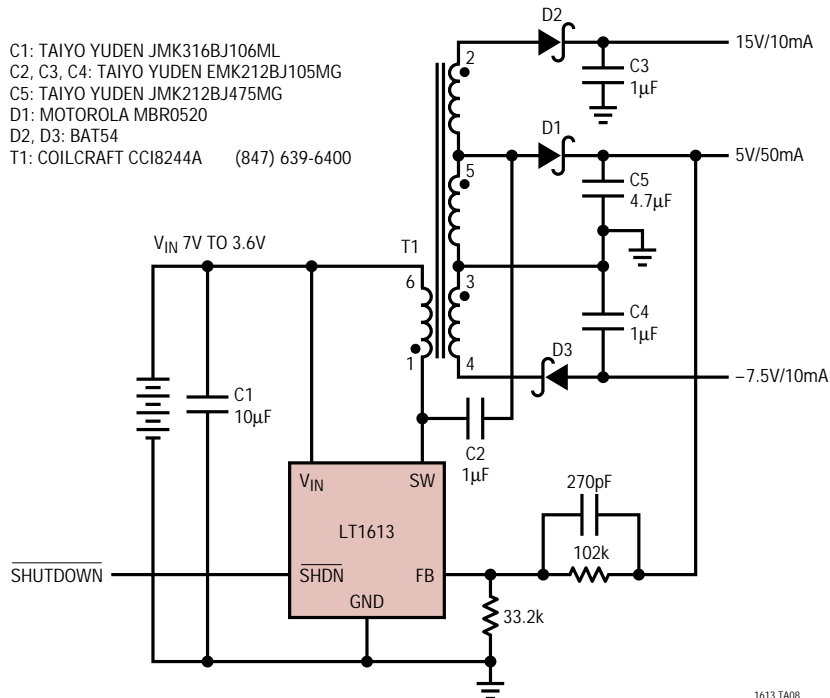 C1: TAIYO YUDEN JMK316BJ106ML
C2, C3, C4: TAIYO YUDEN EMK212BJ105MG
C5: TAIYO YUDEN JMK212BJ475MG
D1: MOTOROLA MBR0520
D2, D3: BAT54
T1: COILCRAFT CCI8244A (847) 639-6400
D2
15V/10mA
2
C3
1µF
D1
5V/50mA
5
C5
4.7µF
VIN 7V TO 3.6V
T1
6
3
C4
1µF
1
4
D3
–7.5V/10mA
C1
10µF
C2
1µF
VIN
SW
270pF
LT1613
102k
SHUTDOWN
SHDN
FB
GND
33.2k
1613 TA08